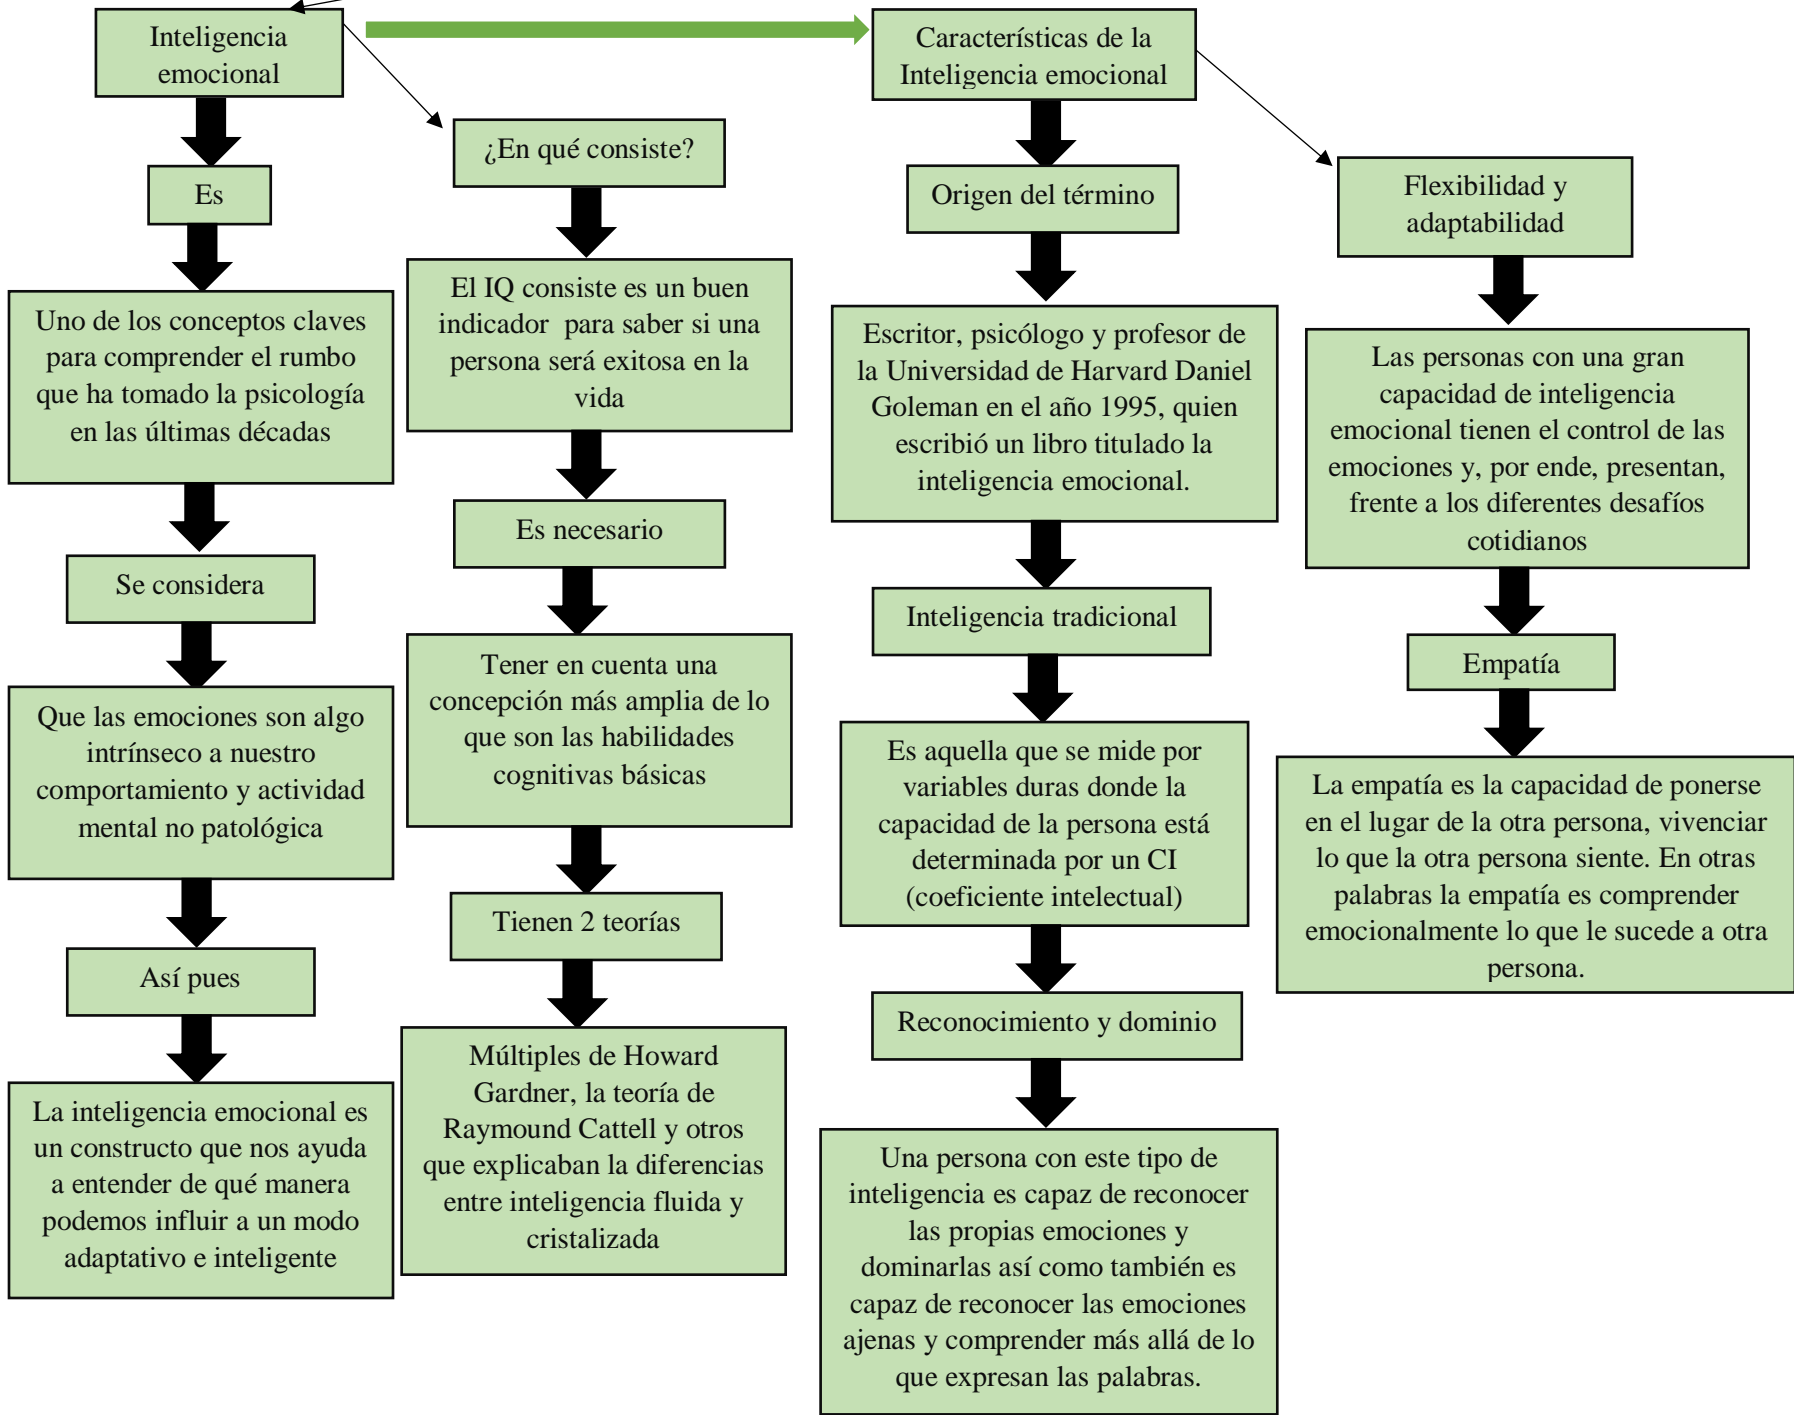 Inteligencia
emocional
Es
Uno de los conceptos claves
para comprender el rumbo
que ha tomado la psicología
en las últimas décadas
Se considera
Que las emociones son algo
intrínseco a nuestro
comportamiento y actividad
mental no patológica
Así pues
La inteligencia emocional es
un constructo que nos ayuda
a entender de qué manera
podemos influir a un modo
adaptativo e inteligente
¿En qué consiste?
El IQ consiste es un buen
indicador para saber si una
persona será exitosa en la
vida
Es necesario
Tener en cuenta una
concepción más amplia de lo
que son las habilidades
cognitivas básicas
Tienen 2 teorías
Múltiples de Howard
Gardner, la teoría de
Raymound Cattell y otros
que explicaban la diferencias
entre inteligencia fluida y
cristalizada
Características de la
Inteligencia emocional
Origen del término
Escritor, psicólogo y profesor de
la Universidad de Harvard Daniel
Goleman en el año 1995, quien
escribió un libro titulado la
inteligencia emocional.
Inteligencia tradicional
Es aquella que se mide por
variables duras donde la
capacidad de la persona está
determinada por un CI
(coeficiente intelectual)
Reconocimiento y dominio
Una persona con este tipo de
inteligencia es capaz de reconocer
las propias emociones y
dominarlas así como también es
capaz de reconocer las emociones
ajenas y comprender más allá de lo
que expresan las palabras.
Flexibilidad y
adaptabilidad
Las personas con una gran
capacidad de inteligencia
emocional tienen el control de las
emociones y, por ende, presentan,
frente a los diferentes desafíos
cotidianos
Empatía
La empatía es la capacidad de ponerse
en el lugar de la otra persona, vivenciar
lo que la otra persona siente. En otras
palabras la empatía es comprender
emocionalmente lo que le sucede a otra
persona.